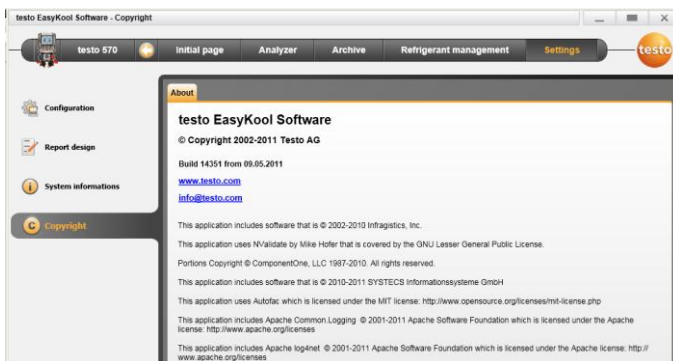 testo EasyKool Software - Copyright
testo 570
Initial page
Analyzer
Archive
Refrigerant management
Settings
testo
Configuration
Report design
System informations
Copyright
About
testo EasyKool Software
© Copyright 2002-2011 Testo AG
Build 14351 from 09.05.2011
www.testo.com
info@testo.com
This application includes software that is © 2002-2010 Infragistics, Inc.
This application uses NValidate by Mike Hofer that is covered by the GNU Lesser General Public License.
Portions Copyright © ComponentOne, LLC 1987-2010. All rights reserved.
This application includes software that is © 2010-2011 SYSTECS Informationssysteme GmbH
This application uses Autofac which is licensed under the MIT license: http://www.opensource.org/licenses/mit-license.php
This application includes Apache Common.Logging © 2001-2011 Apache Software Foundation which is licensed under the Apache
license: http://www.apache.org/licenses
This application includes Apache log4net © 2001-2011 Apache Software Foundation which is licensed under the Apache license: http://
www.apache.org/licenses